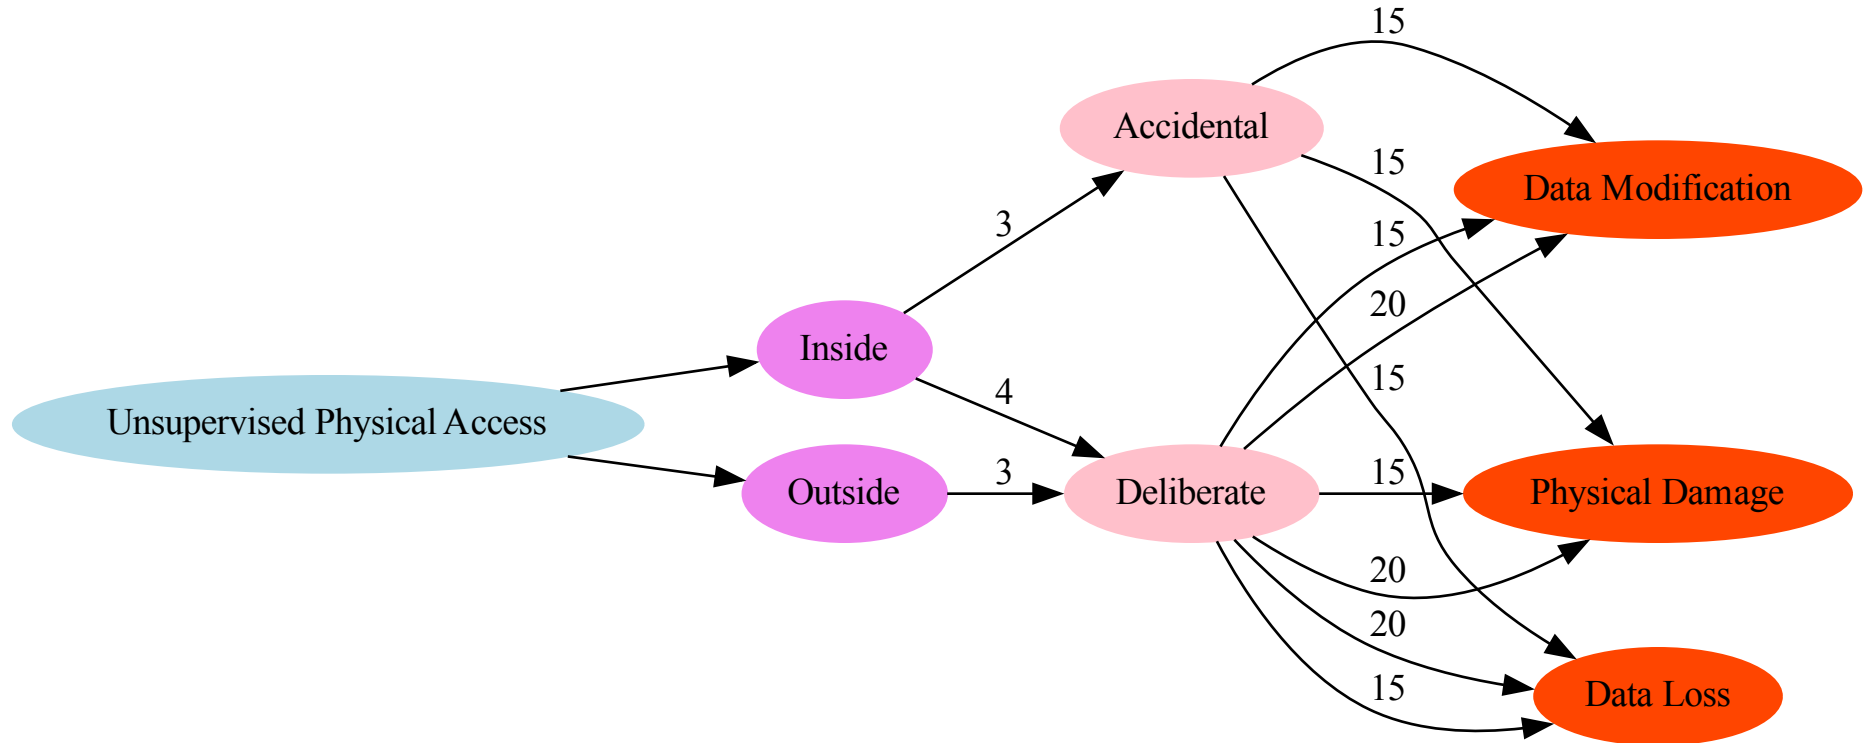 15
Accidental
15
Data Modification
3
15
20
Inside
15
4
Unsupervised Physical Access
3
15
Outside
Deliberate
Physical Damage
20
20
15
Data Loss